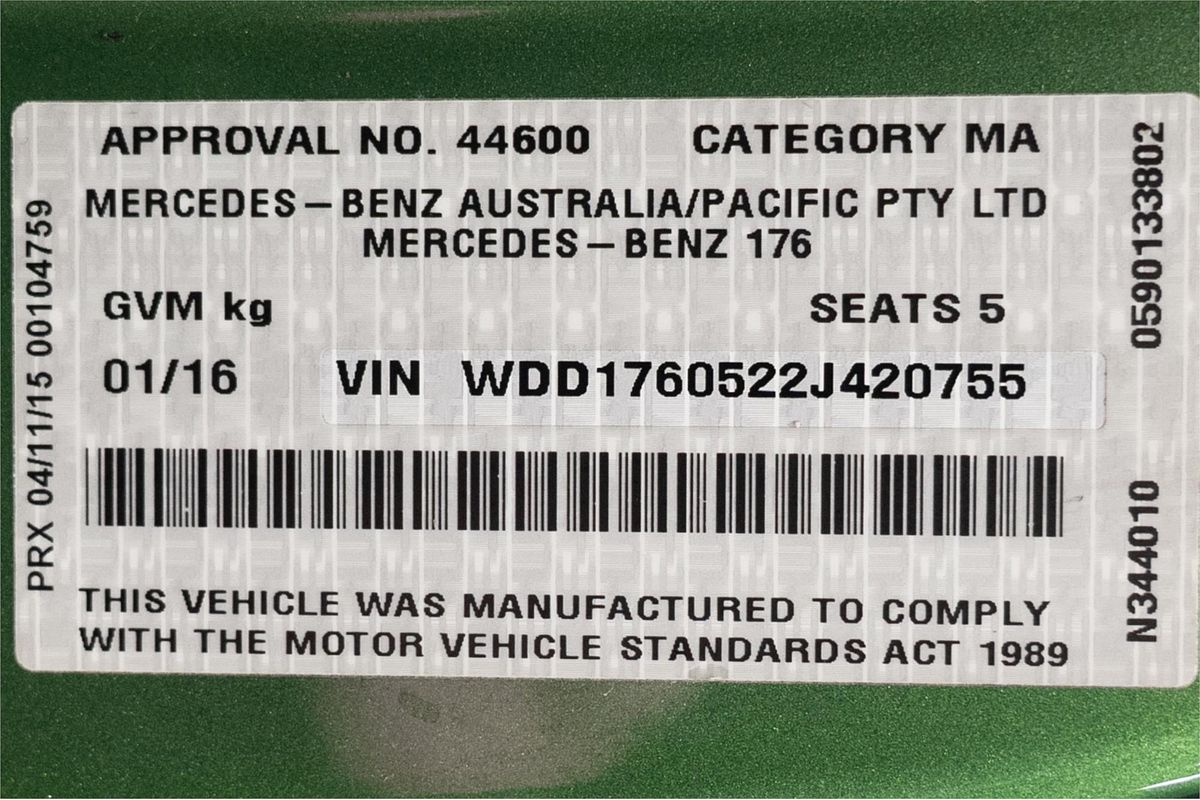 APPROVAL NO. 44600 CATEGORY MA
MERCEDES-BENZ AUSTRALIA/PACIFIC PTY LTD
MERCEDES-BENZ 176
GVM kg SEATS 5
01/16 VIN WDD1760522J420755
THIS VEHICLE WAS MANUFACTURED TO COMPLY
WITH THE MOTOR VEHICLE STANDARDS ACT 1989
PRX 04/11/15 00104759
N344010 05901133802